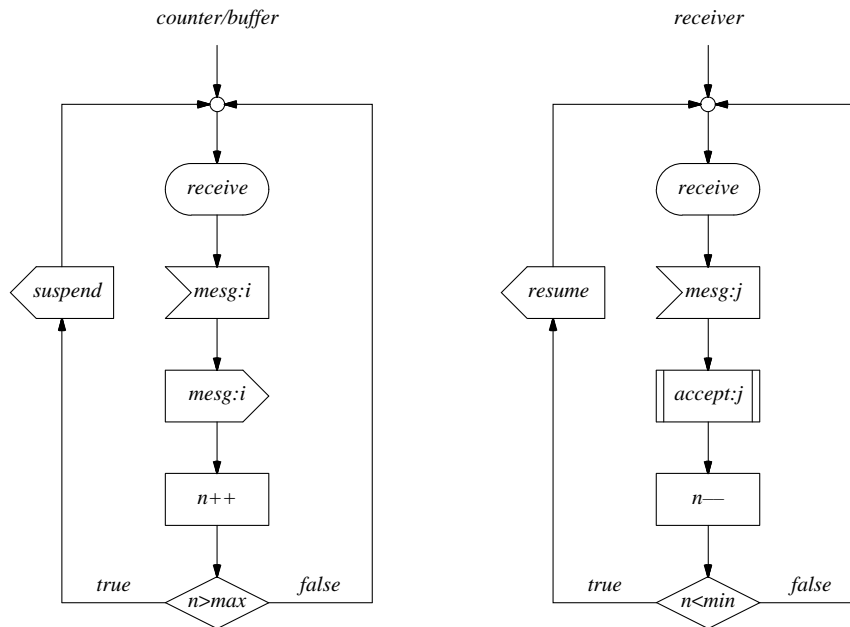 counter/buffer
receive
suspend
mesg:i
mesg:i
n++
true
false
n>max
receiver
receive
resume
mesg:j
accept:j
n—
true
false
n<min